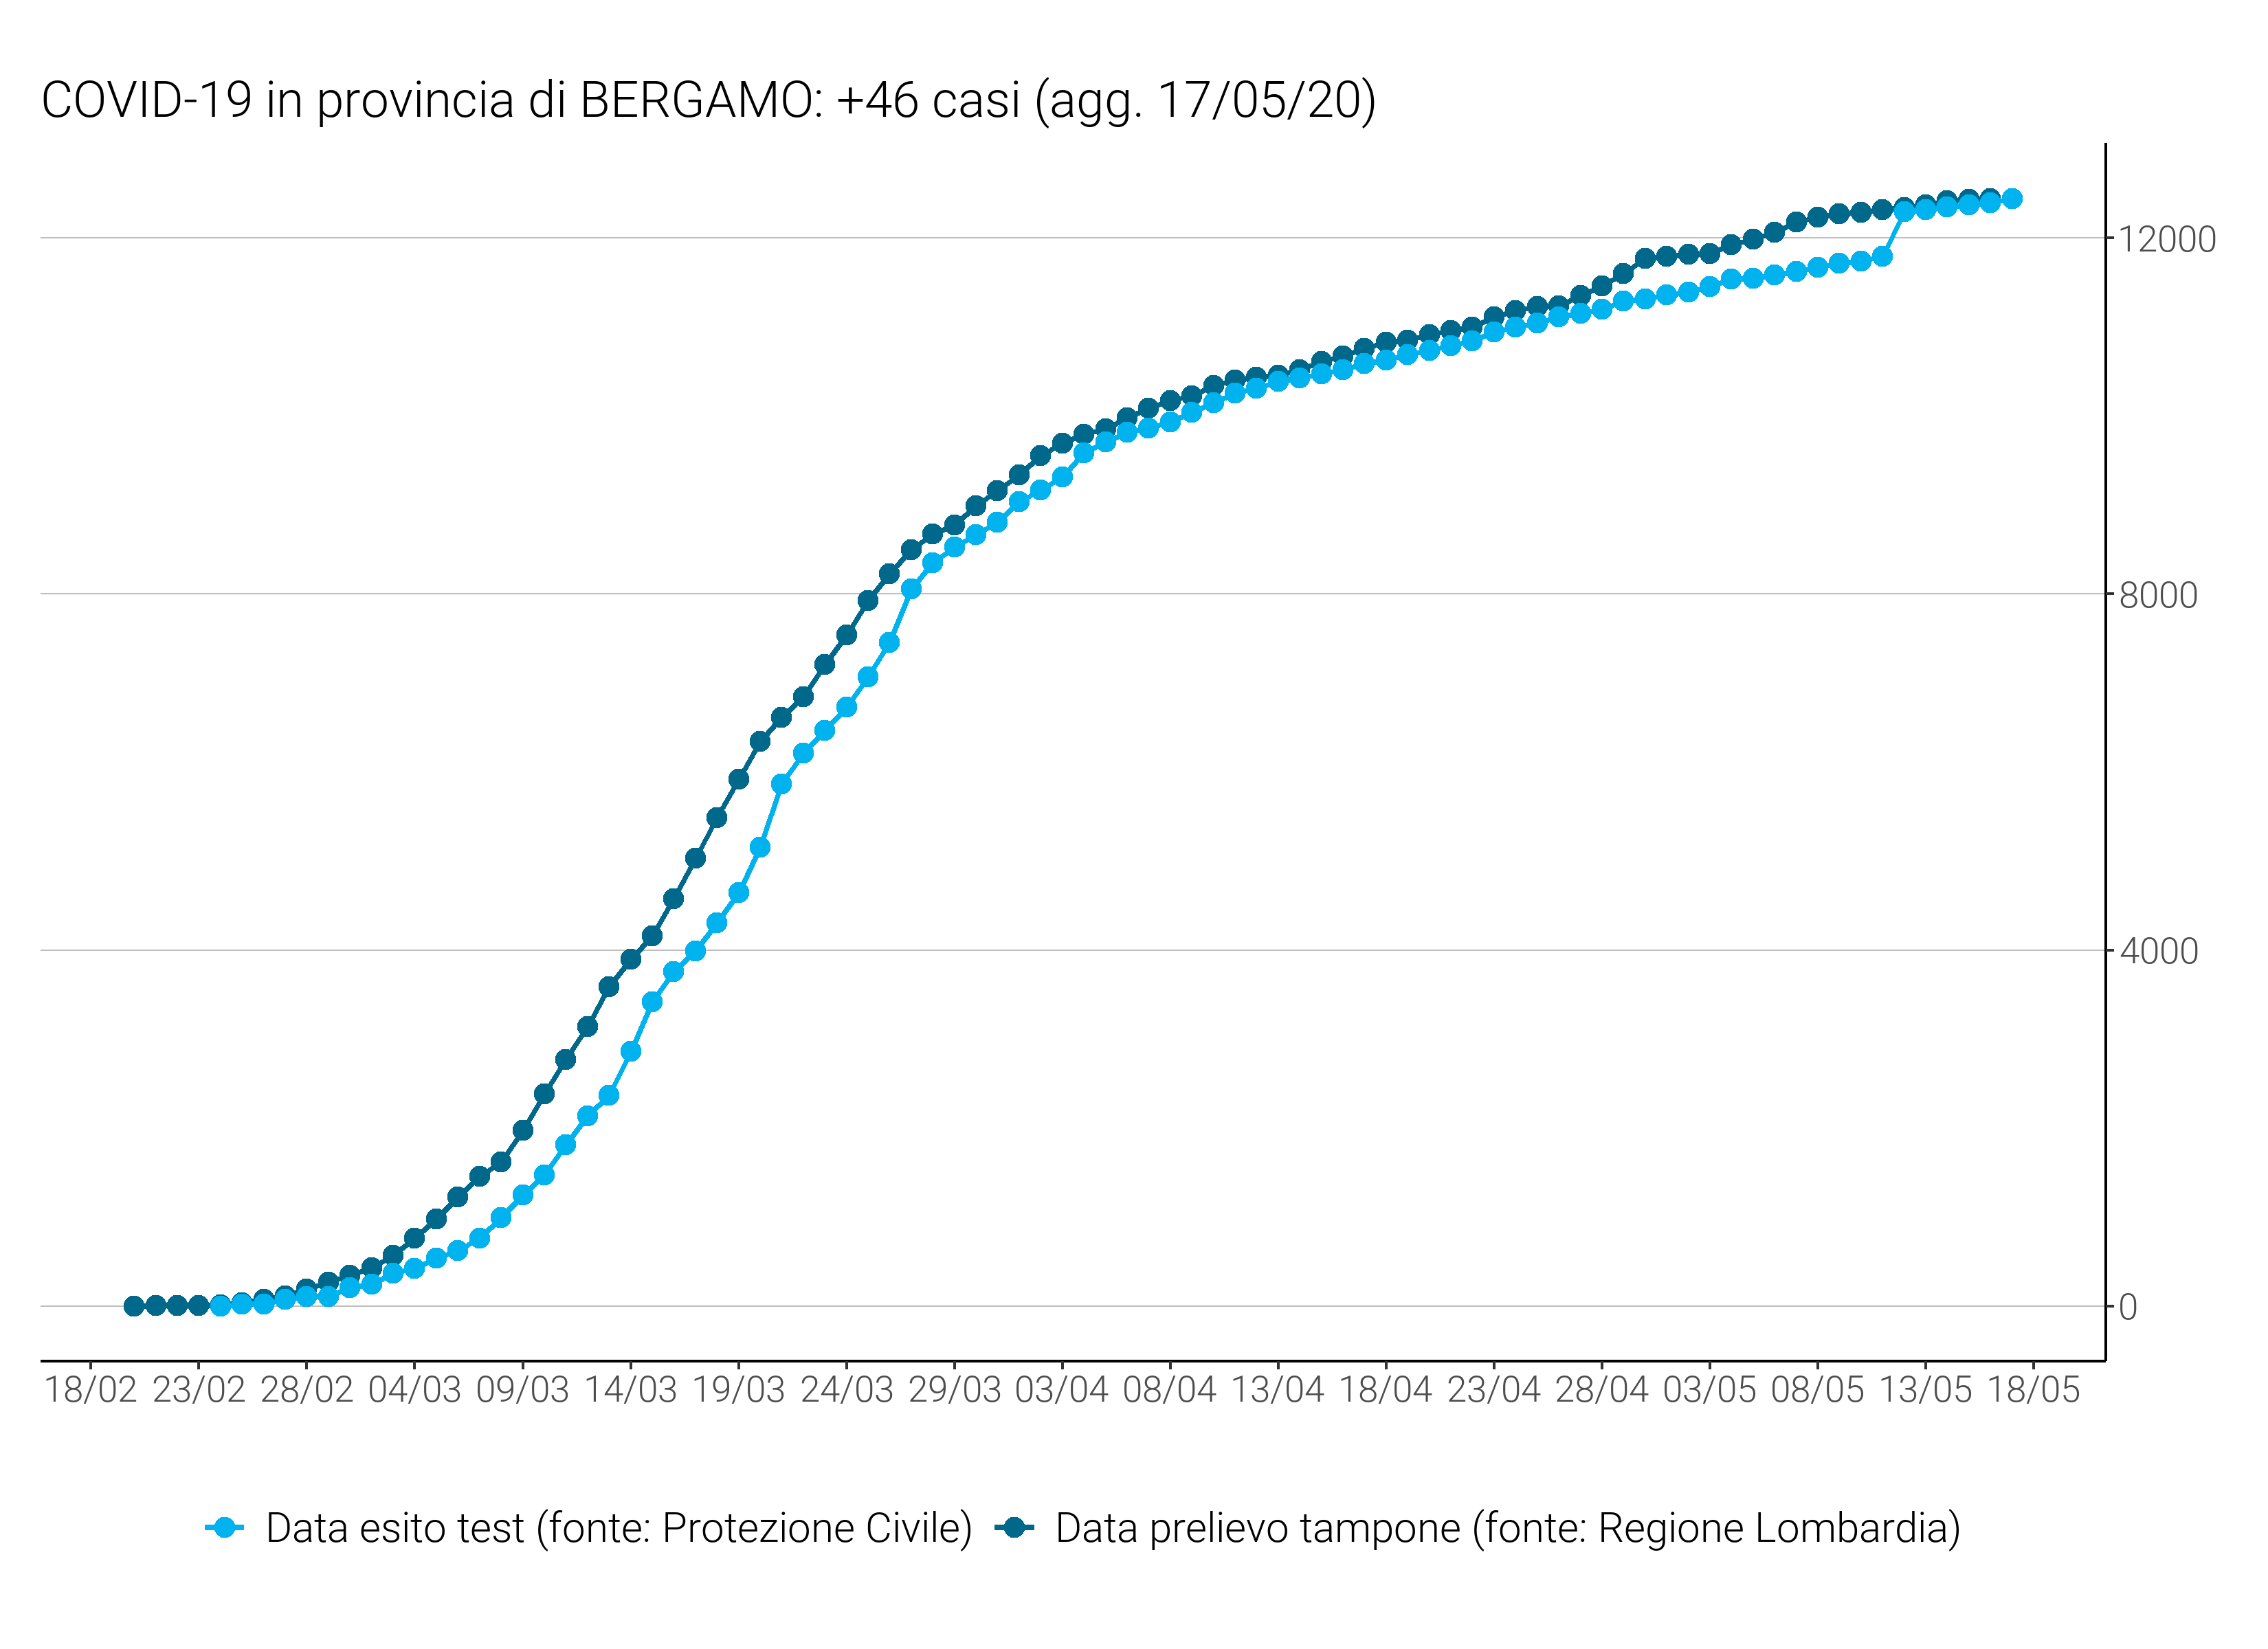 COVID-19 in provincia di BERGAMO: +46 casi (agg. 17/05/20)
12000
8000
4000
0
18/02 23/02 28/02 04/03 09/03 14/03 19/03 24/03 29/03 03/04 08/04 13/04 18/04 23/04 28/04 03/05 08/05 13/05 18/05
Data esito test (fonte: Protezione Civile) Data prelievo tampone (fonte: Regione Lombardia)